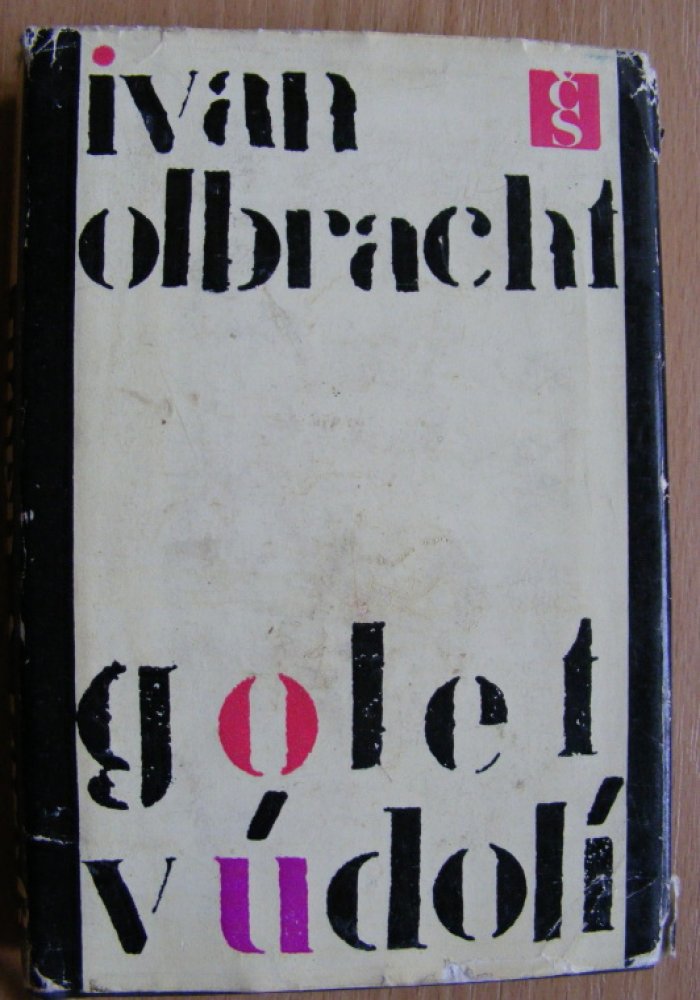 ivan
ČS
olbracht
golet
v údolí